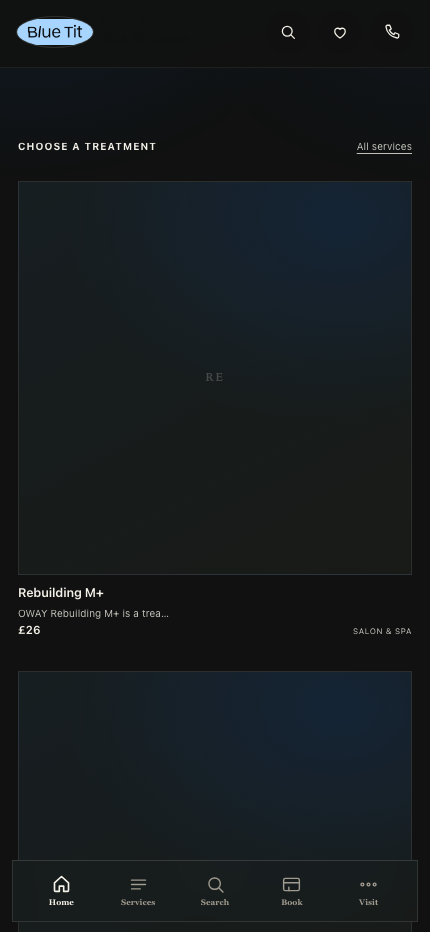 Blue Tit
CHOOSE A TREATMENT
All services
RE
Rebuilding M+
OWAY Rebuilding M+ is a trea...
£26
SALON & SPA
Home
Services
Search
Book
Visit